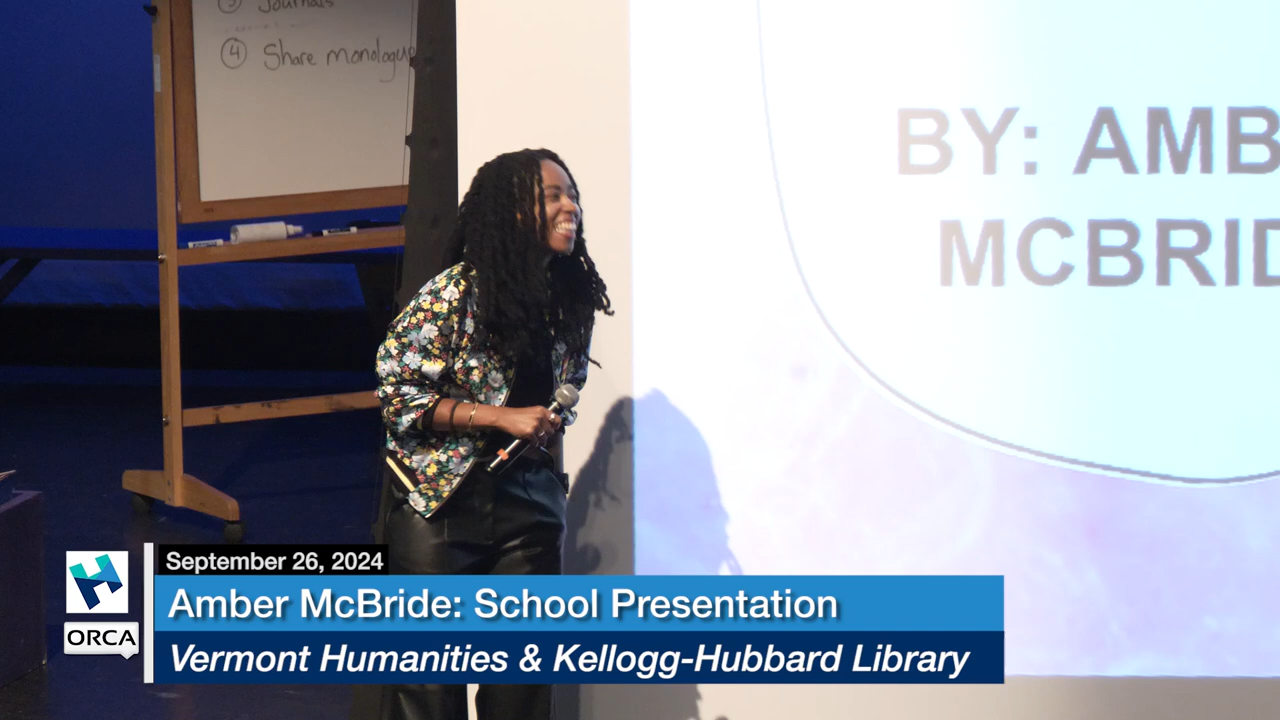 ③ Journals
④ Share monologue
BY: AMB
MCBRID
September 26, 2024
Amber McBride: School Presentation
ORCA
Vermont Humanities & Kellogg-Hubbard Library